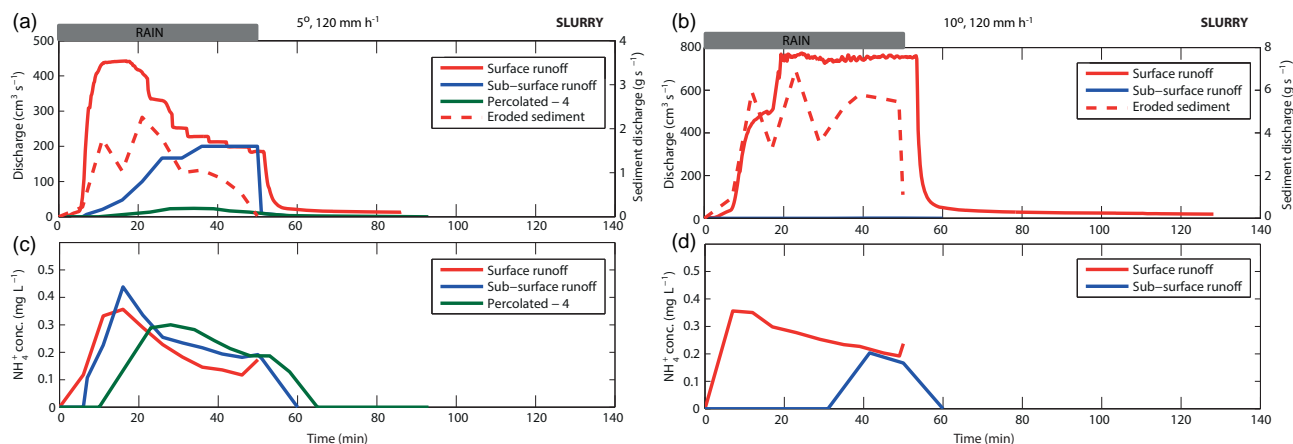 (a)
5º, 120 mm h⁻¹
SLURRY
RAIN
500
400
300
200
100
0
Discharge (cm³ s⁻¹)
4
3
2
1
0
Sediment discharge (g s⁻¹)
Surface runoff
Sub−surface runoff
Percolated − 4
Eroded sediment
0
20
40
60
80
100
120
140
(b)
10º, 120 mm h⁻¹
SLURRY
RAIN
800
600
400
200
0
Discharge (cm³ s⁻¹)
8
6
4
2
0
Sediment discharge (g s⁻¹)
Surface runoff
Sub−surface runoff
Eroded sediment
0
20
40
60
80
100
120
140
(c)
0.5
0.4
0.3
0.2
0.1
0
NH₄⁺ conc. (mg L⁻¹)
Surface runoff
Sub−surface runoff
Percolated − 4
0
20
40
60
80
100
120
140
Time (min)
(d)
0.5
0.4
0.3
0.2
0.1
0
NH₄⁺ conc. (mg L⁻¹)
Surface runoff
Sub−surface runoff
0
20
40
60
80
100
120
140
Time (min)